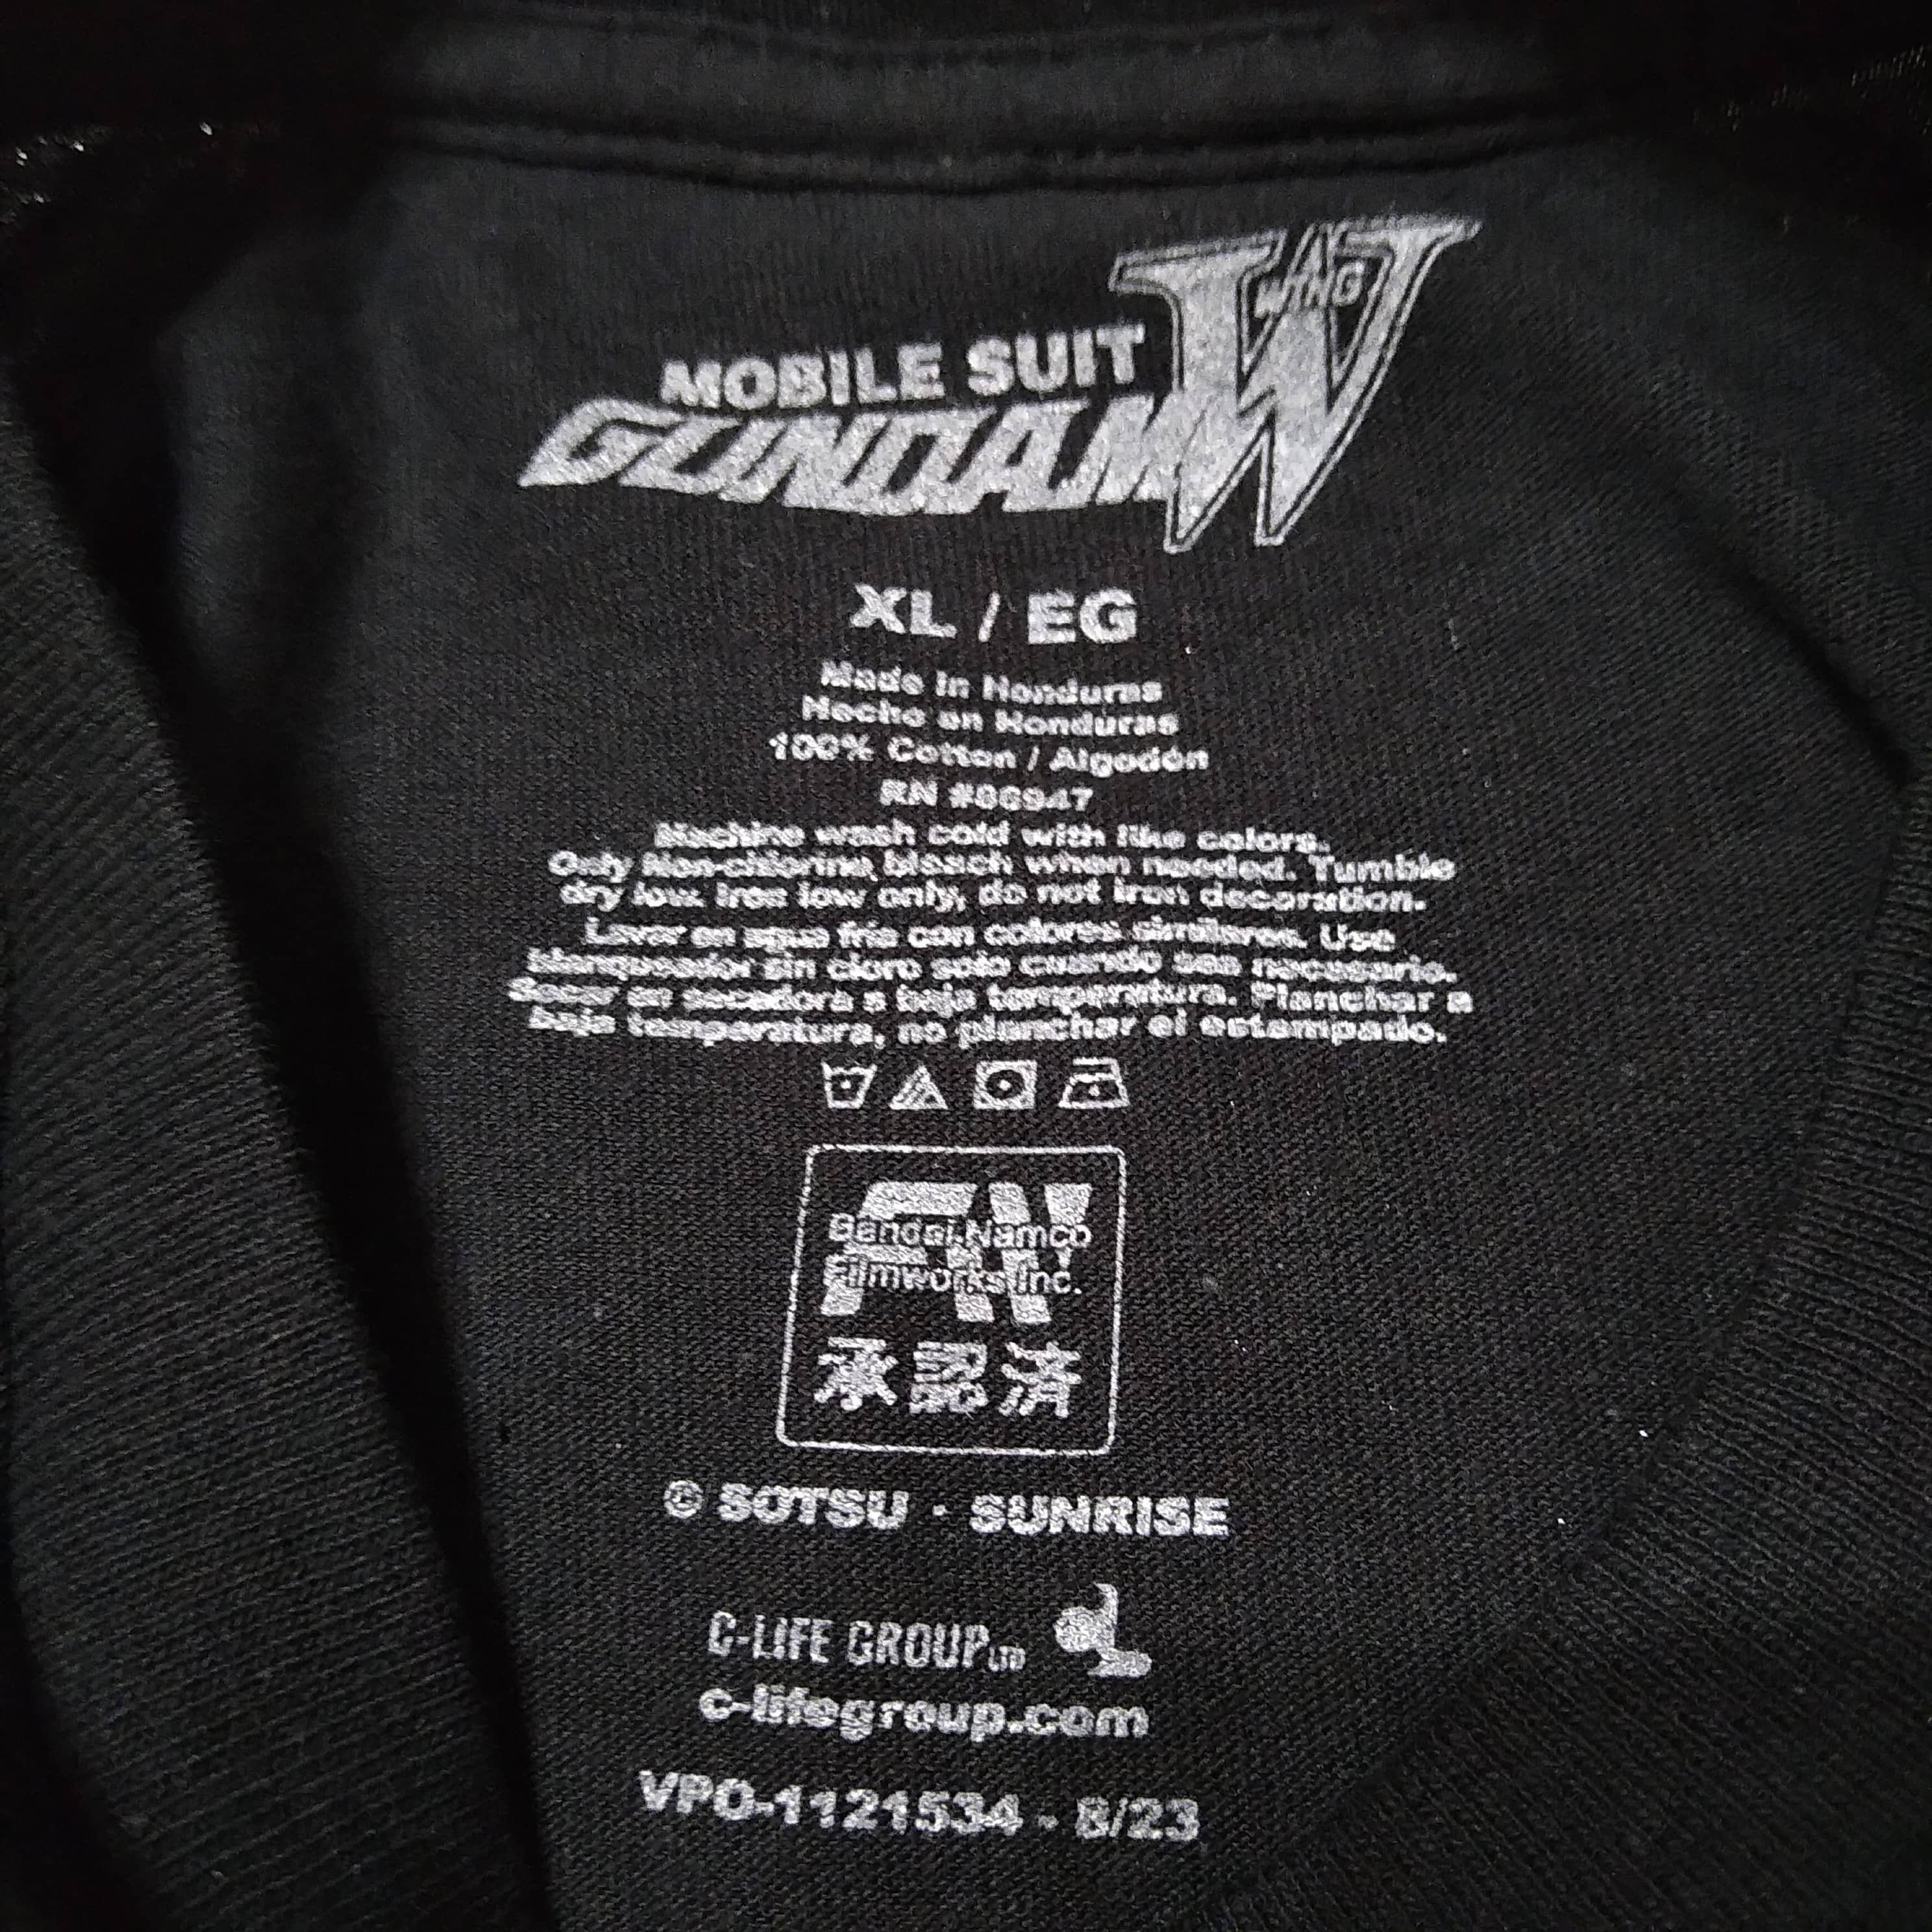 MOBILE SUIT
GUNDAM W
WING
XL / EG
Made in Honduras
Hecho en Honduras
100% Cotton / Algodón
RN #86947
Machine wash cold with like colors.
Only Non-chlorine bleach when needed. Tumble
dry low. Iron low only, do not iron decoration.
Lavar en agua fria con colores similares. Use
blanqueador sin cloro solo cuando sea necesario.
Secar en secadora a baja temperatura. Planchar a
baja temperatura, no planchar el estampado.
FW
Bandai Namco
Filmworks Inc.
承認済
© SOTSU · SUNRISE
C-LIFE GROUP LTD
c-lifegroup.com
VPO-1121534 - 8/23